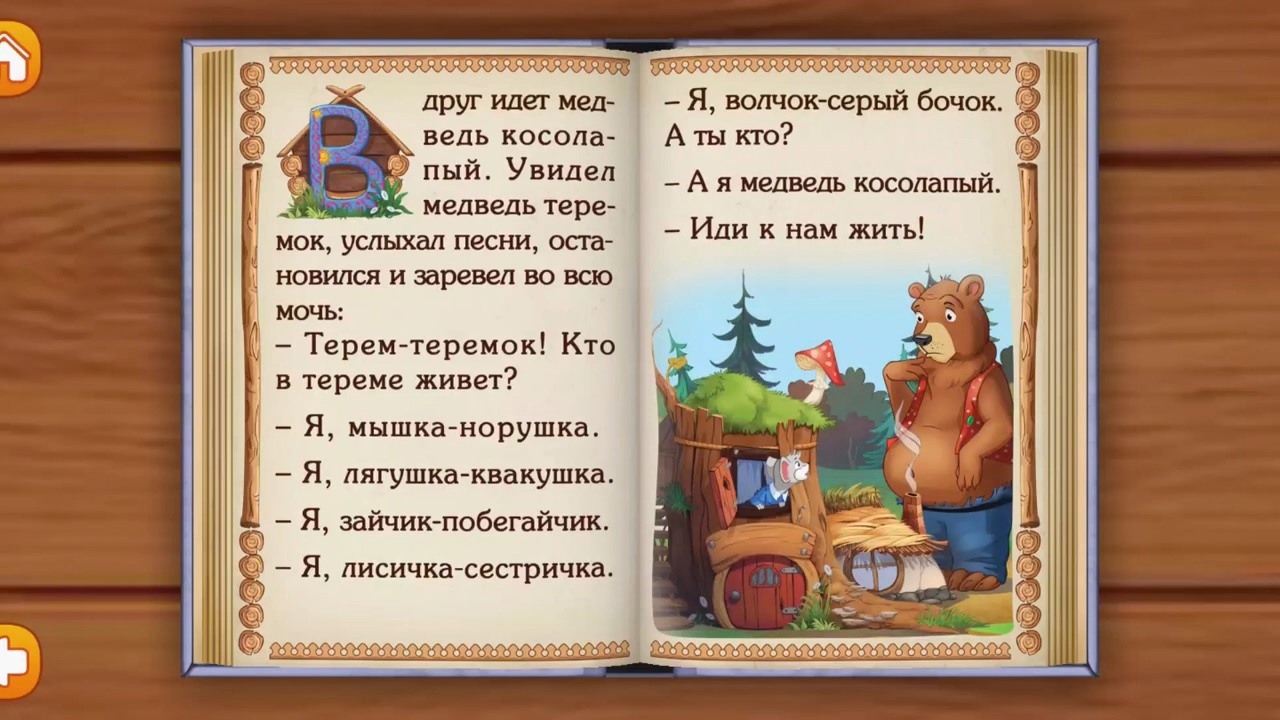 Вдруг идет мед-
ведь косола-
пый. Увидел
медведь тере-
мок, услыхал песни, оста-
новился и заревел во всю
мочь:
– Терем-теремок! Кто
в тереме живет?
– Я, мышка-норушка.
– Я, лягушка-квакушка.
– Я, зайчик-побегайчик.
– Я, лисичка-сестричка.
– Я, волчок-серый бочок.
А ты кто?
– А я медведь косолапый.
– Иди к нам жить!